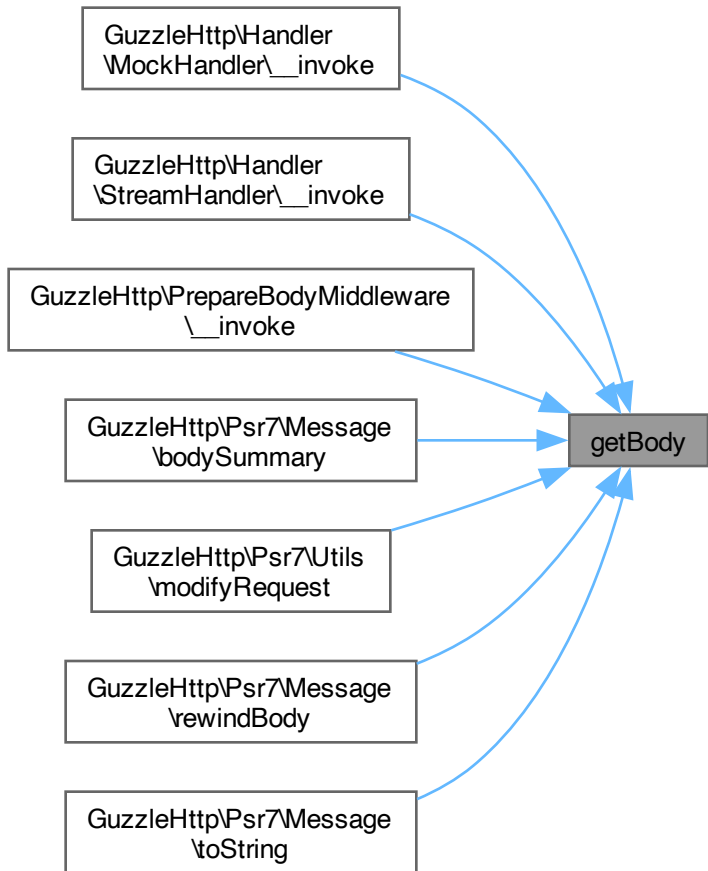 GuzzleHttp\Handler
\MockHandler\__invoke
GuzzleHttp\Handler
\StreamHandler\__invoke
GuzzleHttp\PrepareBodyMiddleware
\__invoke
GuzzleHttp\Psr7\Message
\bodySummary
getBody
GuzzleHttp\Psr7\Utils
\modifyRequest
GuzzleHttp\Psr7\Message
\rewindBody
GuzzleHttp\Psr7\Message
\toString